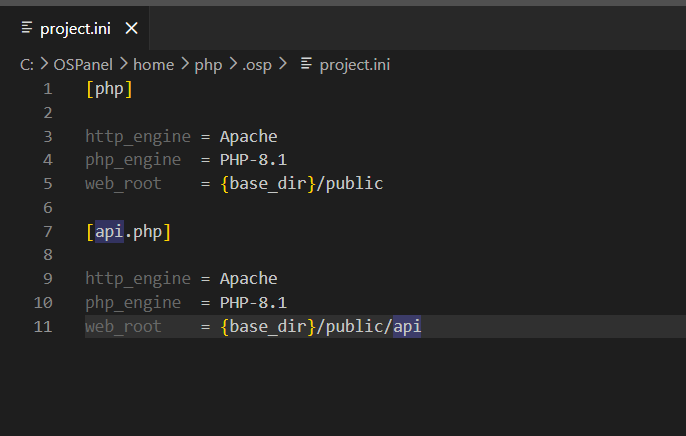 project.ini
C: > OSPanel > home > php > .osp > project.ini
1 [php]
2
3 http_engine = Apache
4 php_engine  = PHP-8.1
5 web_root    = {base_dir}/public
6
7 [api.php]
8
9 http_engine = Apache
10 php_engine  = PHP-8.1
11 web_root    = {base_dir}/public/api